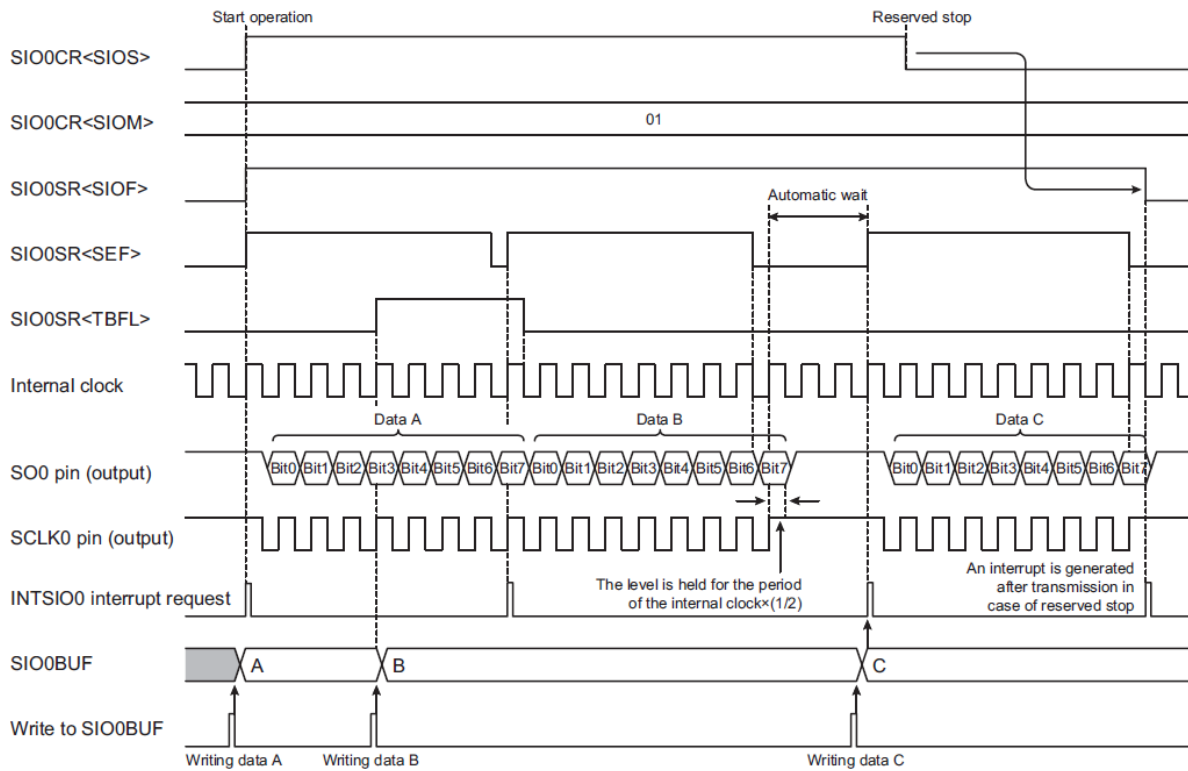 Start operation
Reserved stop
SIO0CR<SIOS>
SIO0CR<SIOM>
01
SIO0SR<SIOF>
Automatic wait
SIO0SR<SEF>
SIO0SR<TBFL>
Internal clock
Data A
Data B
Data C
SO0 pin (output)
Bit0 Bit1 Bit2 Bit3 Bit4 Bit5 Bit6 Bit7 Bit0 Bit1 Bit2 Bit3 Bit4 Bit5 Bit6 Bit7 Bit0 Bit1 Bit2 Bit3 Bit4 Bit5 Bit6 Bit7
SCLK0 pin (output)
The level is held for the period
of the internal clock×(1/2)
An interrupt is generated
after transmission in
case of reserved stop
INTSIO0 interrupt request
SIO0BUF
A
B
C
Write to SIO0BUF
Writing data A
Writing data B
Writing data C